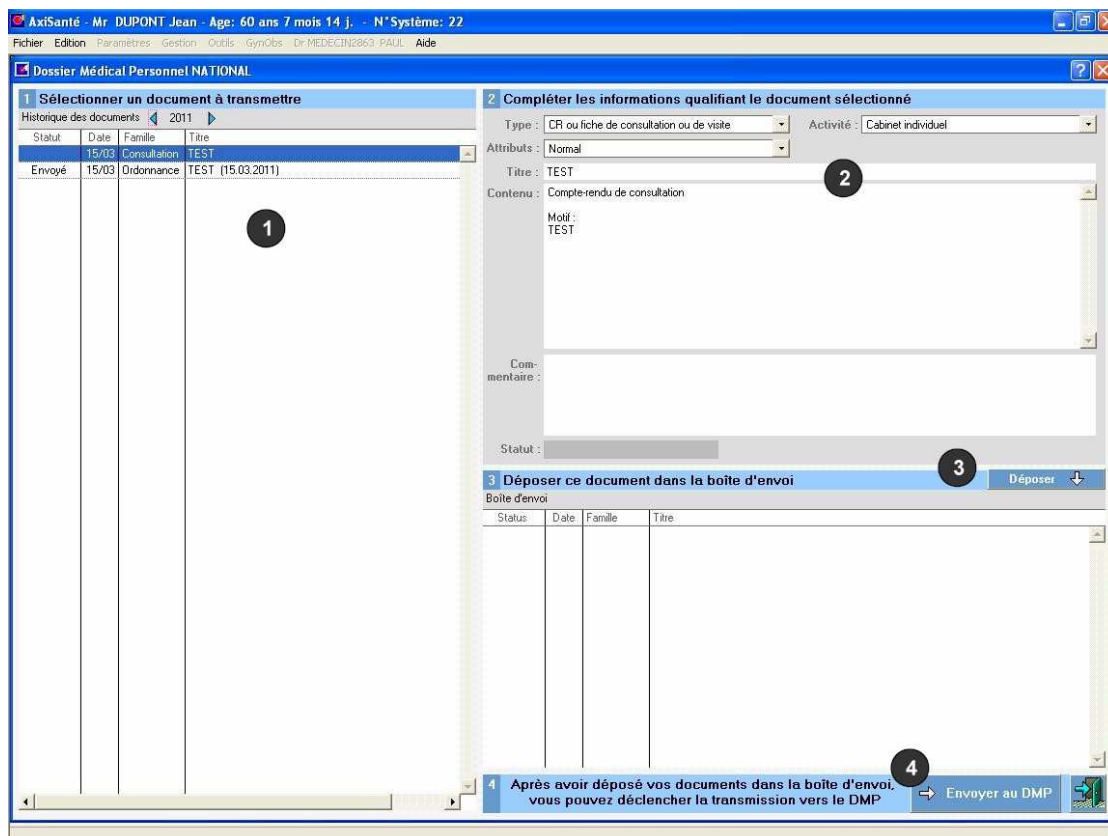 AxiSanté - Mr DUPONT Jean - Age: 60 ans 7 mois 14 j. - N°Système: 22
Fichier Edition Paramètres Gestion Outils GynObs Dr MEDECIN2863 PAUL Aide
Dossier Médical Personnel NATIONAL
1 Sélectionner un document à transmettre
Historique des documents 2011
Statut Date Famille Titre
15/03 Consultation TEST
Envoyé 15/03 Ordonnance TEST (15.03.2011)
1
2 Compléter les informations qualifiant le document sélectionné
Type : CR ou fiche de consultation ou de visite Activité : Cabinet individuel
Attributs : Normal
Titre : TEST
2
Contenu : Compte-rendu de consultation
Motif :
TEST
Com-
mentaire :
Statut :
3
3 Déposer ce document dans la boîte d'envoi Déposer
Boîte d'envoi
Status Date Famille Titre
4
4 Après avoir déposé vos documents dans la boîte d'envoi,
vous pouvez déclencher la transmission vers le DMP
Envoyer au DMP